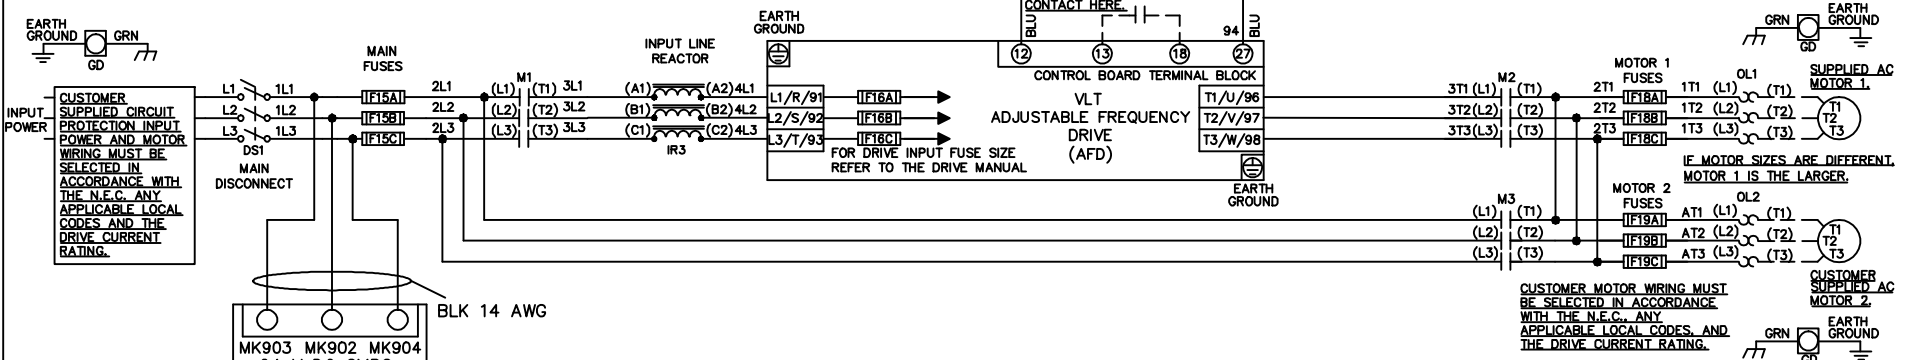 EARTH
GROUND
GRN
GD
INPUT
POWER
CUSTOMER
SUPPLIED CIRCUIT
PROTECTION INPUT
POWER AND MOTOR
WIRING MUST BE
SELECTED IN
ACCORDANCE WITH
THE N.E.C. ANY
APPLICABLE LOCAL
CODES AND THE
DRIVE CURRENT
RATING.
L1 1L1
L2 1L2
L3 1L3
DS1
MAIN
DISCONNECT
MAIN
FUSES
F15A
F15B
F15C
2L1
2L2
2L3
M1
(L1) (T1) 3L1
(L2) (T2) 3L2
(L3) (T3) 3L3
INPUT LINE
REACTOR
(A1) (A2) 4L1
(B1) (B2) 4L2
(C1) (C2) 4L3
IR3
BLK 14 AWG
MK903 MK902 MK904
EARTH
GROUND
L1/R/91
L2/S/92
L3/T/93
F16A
F16B
F16C
FOR DRIVE INPUT FUSE SIZE
REFER TO THE DRIVE MANUAL
CONTACT HERE.
BLU
94
BLU
12 13 18 27
CONTROL BOARD TERMINAL BLOCK
VLT
ADJUSTABLE FREQUENCY
DRIVE
(AFD)
T1/U/96
T2/V/97
T3/W/98
EARTH
GROUND
M2
3T1 (L1) (T1)
3T2 (L2) (T2)
3T3 (L3) (T3)
MOTOR 1
FUSES
2T1 F18A 1T1 (L1) OL1 (T1)
2T2 F18B 1T2 (L2) (T2)
2T3 F18C 1T3 (L3) (T3)
T1
T2
T3
GRN
GD
EARTH
GROUND
SUPPLIED AC
MOTOR 1.
IF MOTOR SIZES ARE DIFFERENT,
MOTOR 1 IS THE LARGER.
M3
(L1) (T1)
(L2) (T2)
(L3) (T3)
MOTOR 2
FUSES
F19A AT1 (L1) OL2 (T1)
F19B AT2 (L2) (T2)
F19C AT3 (L3) (T3)
T1
T2
T3
CUSTOMER
SUPPLIED AC
MOTOR 2.
CUSTOMER MOTOR WIRING MUST
BE SELECTED IN ACCORDANCE
WITH THE N.E.C., ANY
APPLICABLE LOCAL CODES, AND
THE DRIVE CURRENT RATING.
GRN
GD
EARTH
GROUND